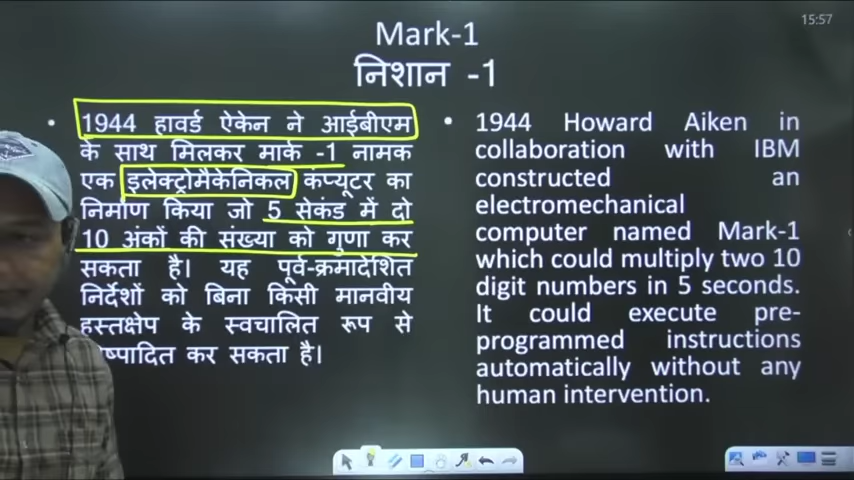 15:57
Mark-1
निशान -1
• 1944 हावर्ड ऐकेन ने आईबीएम
के साथ मिलकर मार्क -1 नामक
एक इलेक्ट्रोमैकेनिकल कंप्यूटर का
निर्माण किया जो 5 सेकंड में दो
10 अंकों की संख्या को गुणा कर
सकता है। यह पूर्व-क्रमादेशित
निर्देशों को बिना किसी मानवीय
हस्तक्षेप के स्वचालित रूप से
कर सकता है।
• 1944 Howard Aiken in
collaboration with IBM
constructed an
electromechanical
computer named Mark-1
which could multiply two 10
digit numbers in 5 seconds.
It could execute pre-
programmed instructions
automatically without any
human intervention.